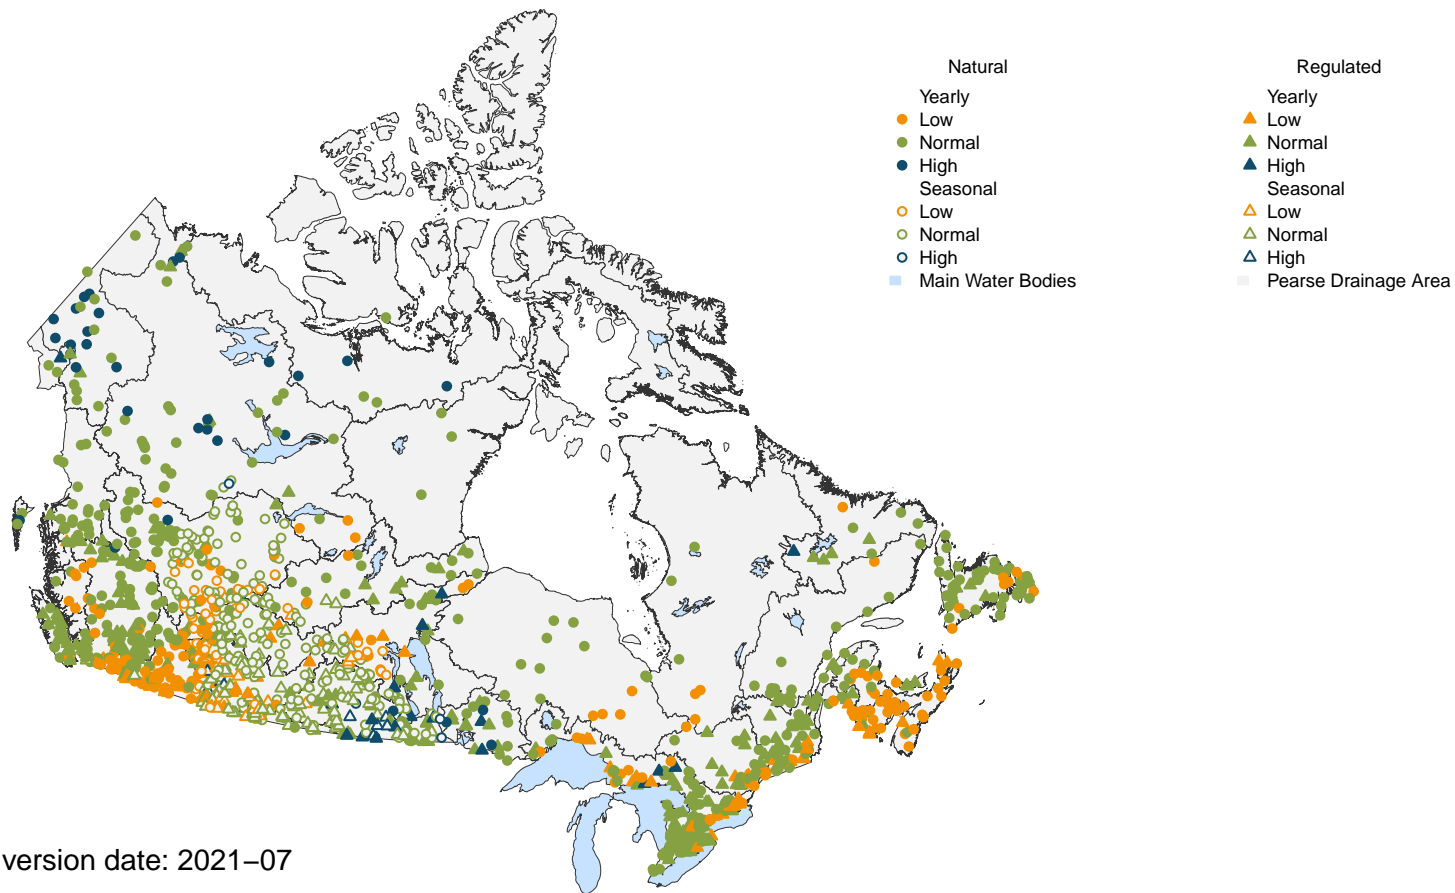 Natural
Yearly
Low
Normal
High
Seasonal
Low
Normal
High
Main Water Bodies
Regulated
Yearly
Low
Normal
High
Seasonal
Low
Normal
High
Pearse Drainage Area
version date: 2021–07